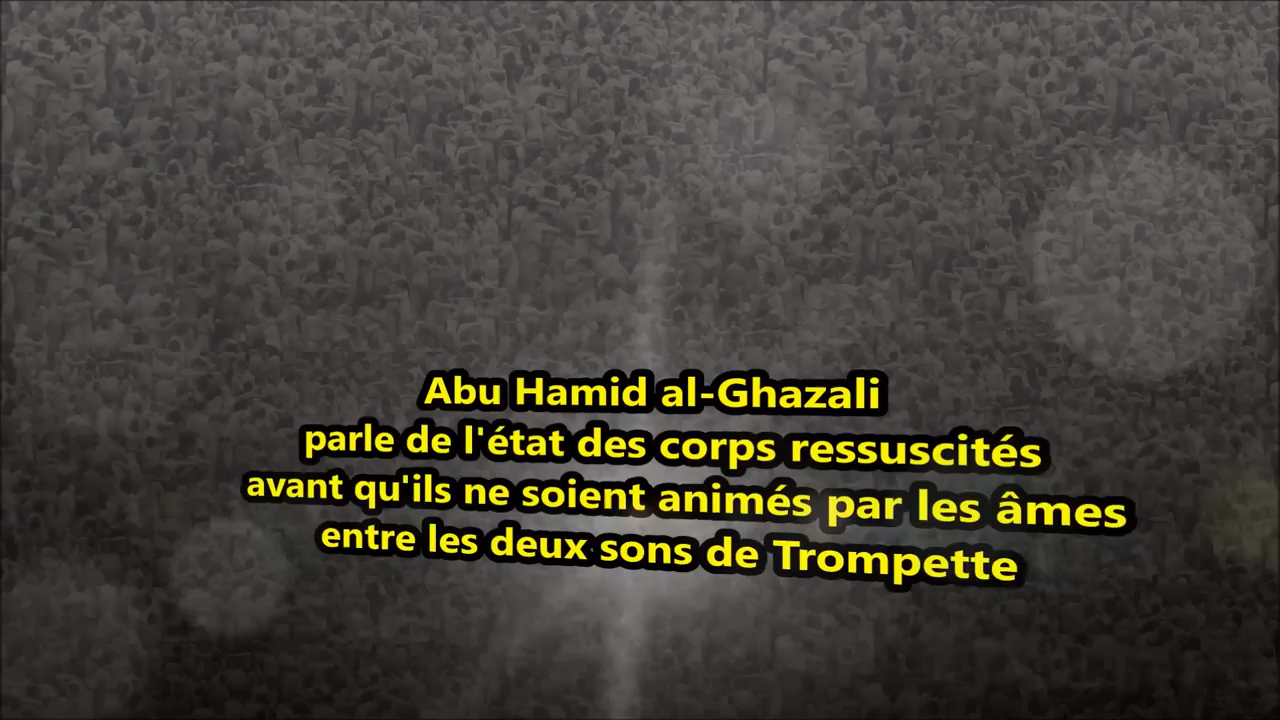 Abu Hamid al-Ghazali
parle de l'état des corps ressuscités
avant qu'ils ne soient animés par les âmes
entre les deux sons de Trompette